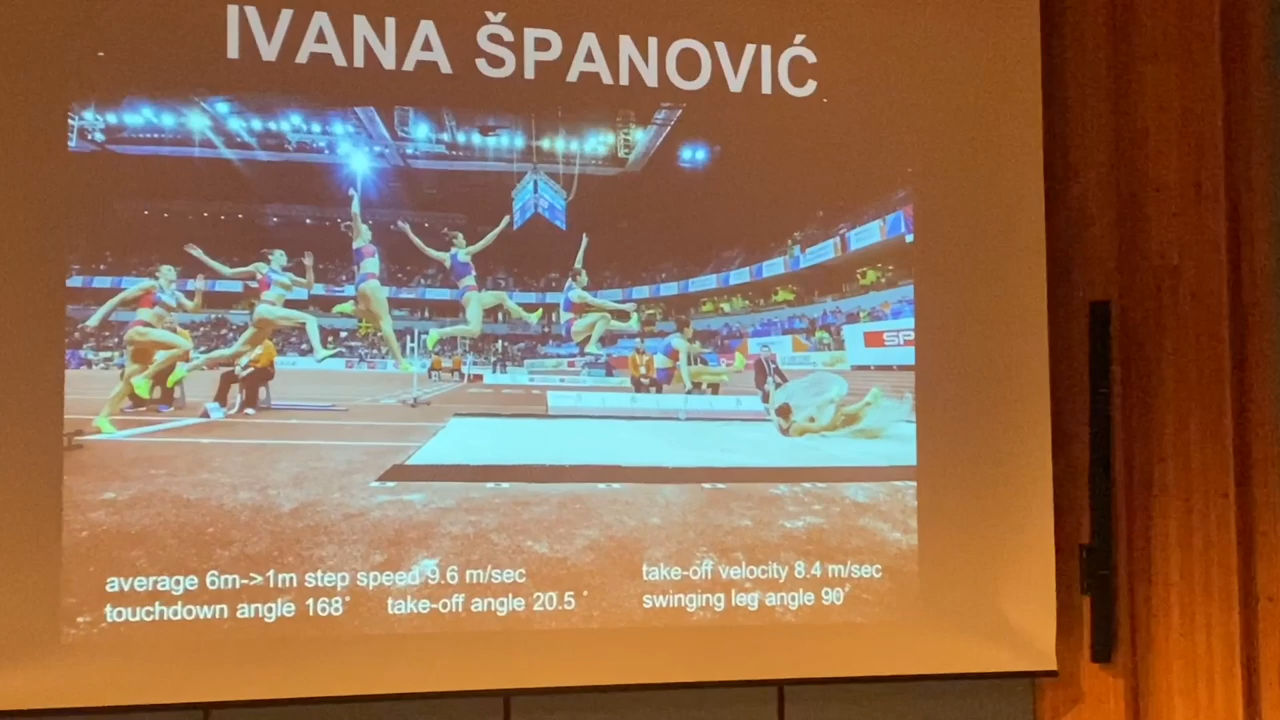 IVANA ŠPANOVIĆ
SP
average 6m->1m step speed 9.6 m/sec
take-off velocity 8.4 m/sec
touchdown angle 168° take-off angle 20.5 °
swinging leg angle 90°